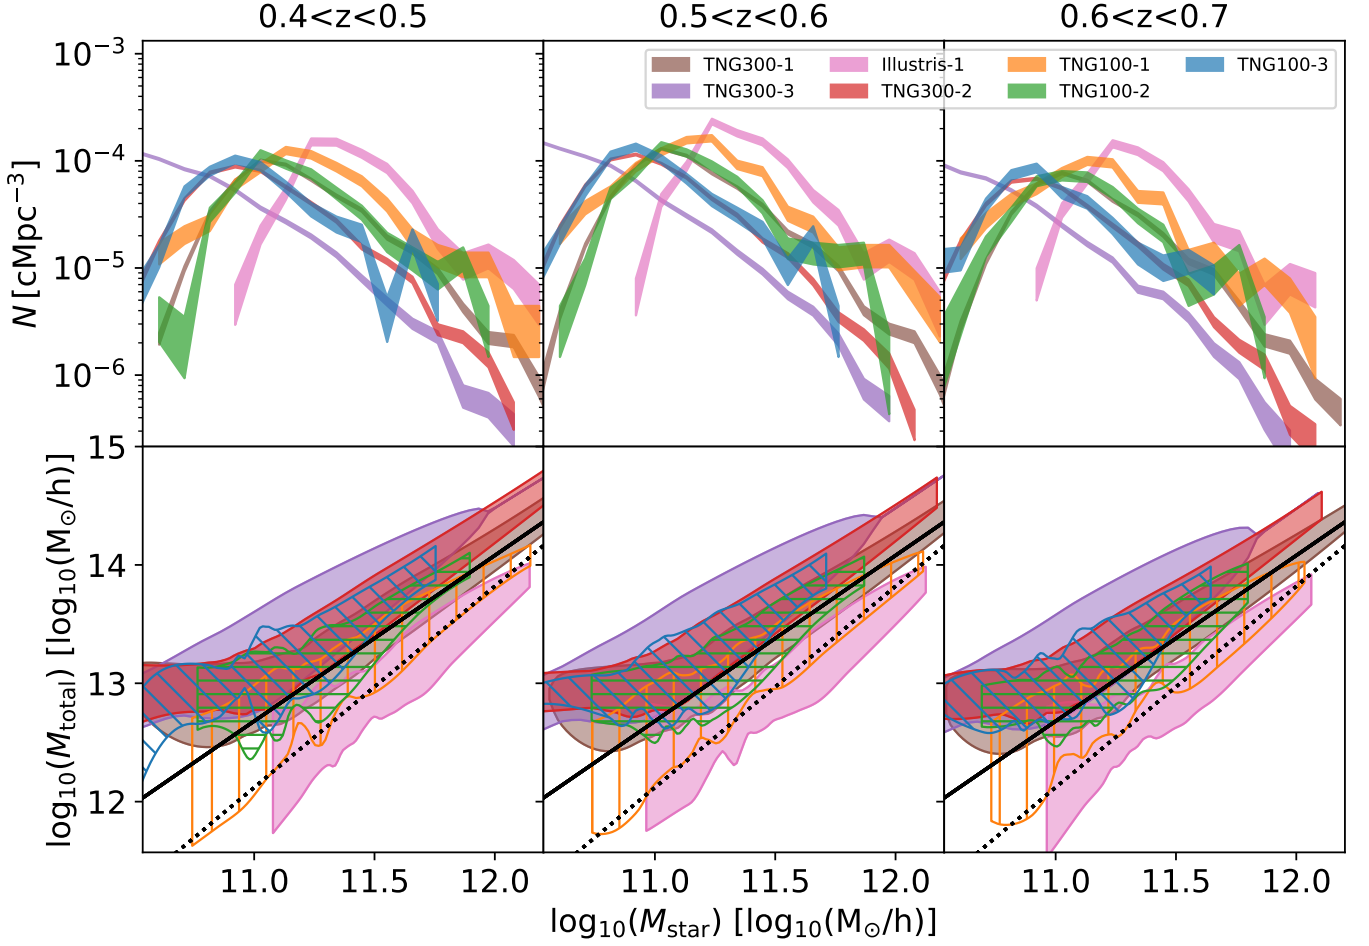 0.4<z<0.5 0.5<z<0.6 0.6<z<0.7
TNG300-1 Illustris-1 TNG100-1 TNG100-3
TNG300-3 TNG300-2 TNG100-2
N [cMpc⁻³]
10⁻³
10⁻⁴
10⁻⁵
10⁻⁶
log₁₀(M_total) [log₁₀(M⊙/h)]
15
14
13
12
11.0 11.5 12.0 11.0 11.5 12.0 11.0 11.5 12.0
log₁₀(M_star) [log₁₀(M⊙/h)]